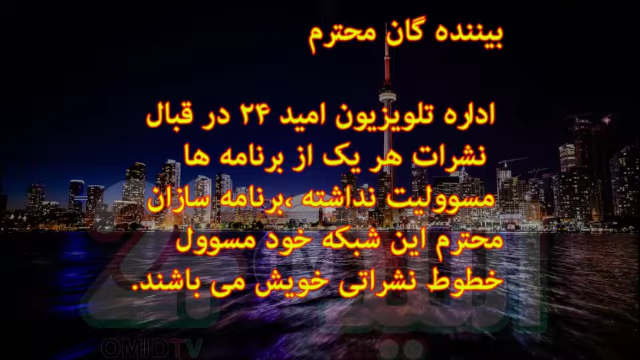 بیننده گان محترم
اداره تلویزیون امید ۲۴ در قبال
نشرات هر یک از برنامه ها
مسوولیت نداشته ،برنامه سازان
محترم این شبکه خود مسوول
خطوط نشراتی خویش می باشند.
امید
OMIDTV